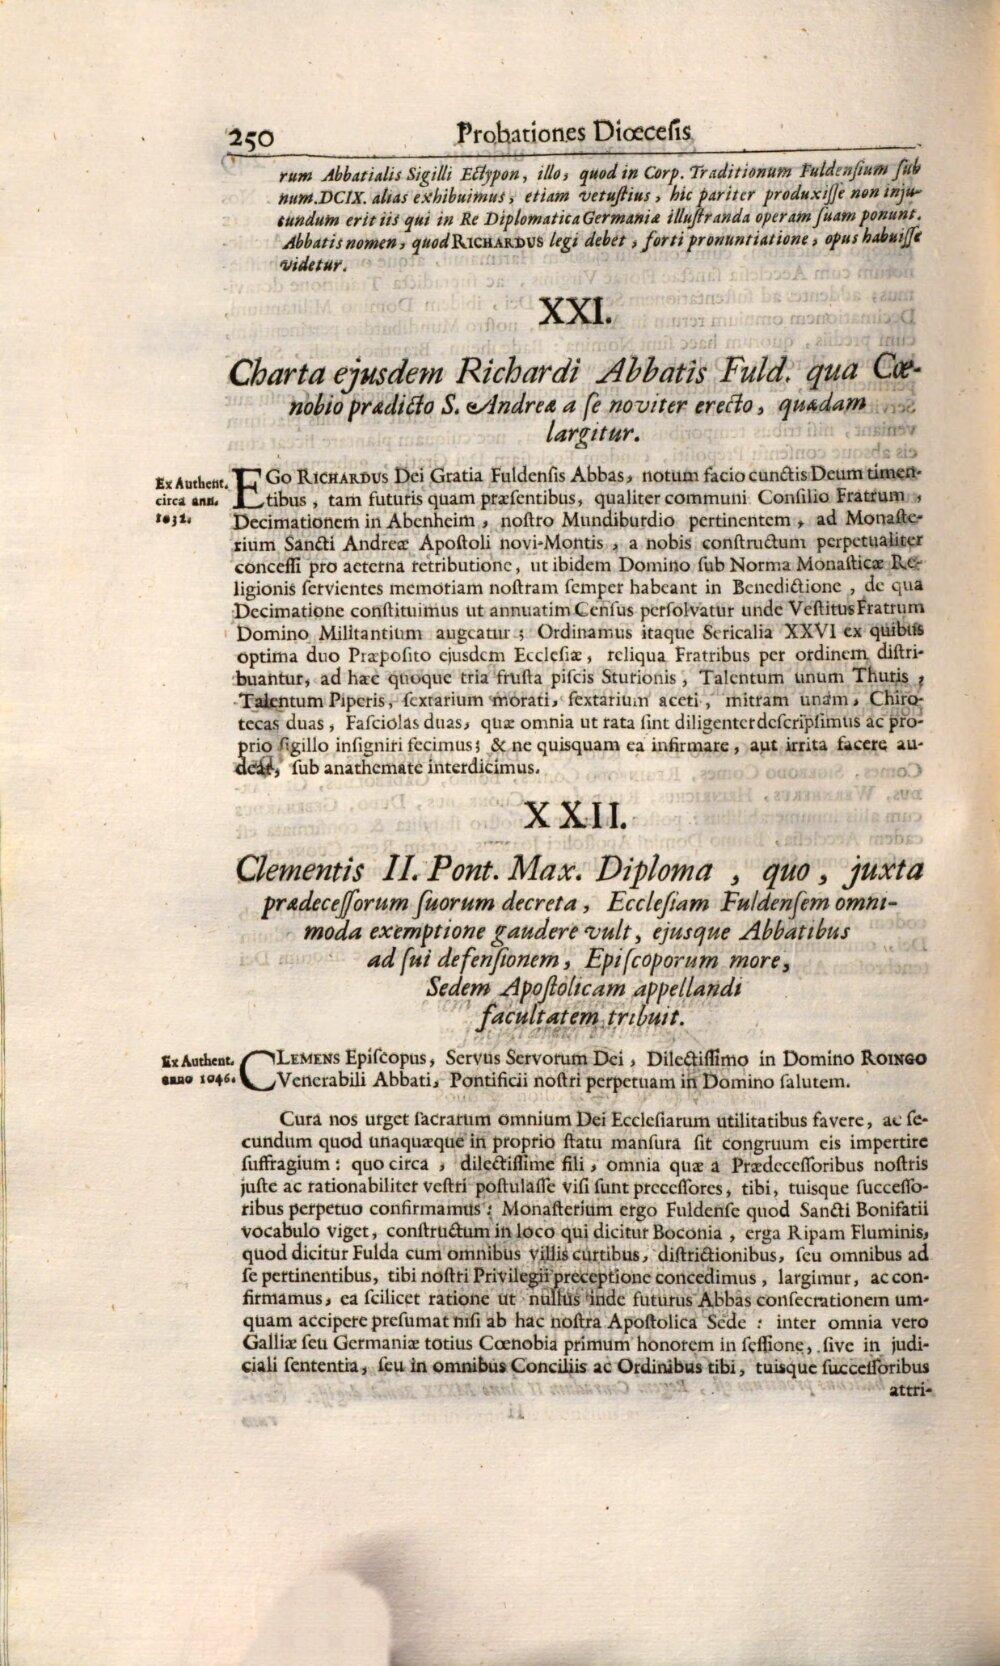 250 Probationes Diœcesis
rum Abbatialis Sigilli Ectypon, illo, quod in Corp. Traditionum Fuldensium sub
num. DCIX. alias exhibuimus, etiam vetustius, hic pariter produxisse non inju-
cundum erit iis qui in Re Diplomatica Germaniæ illustranda operam suam ponunt.
Abbatis nomen, quod RICHARDUS legi debet, forti pronuntiatione, opus habuisse
videtur.
XXI.
Charta ejusdem Richardi Abbatis Fuld. qua Cœ-
nobio prædicto S. Andreæ a se noviter erecto, quædam
largitur.
Ex Authent.
circa ann.
1032.
EGO RICHARDUS Dei Gratia Fuldensis Abbas, notum facio cunctis Deum timen-
tibus, tam futuris quam præsentibus, qualiter communi Consilio Fratrum,
Decimationem in Abenheim, nostro Mundiburdio pertinentem, ad Monaste-
rium Sancti Andreæ Apostoli novi-Montis, a nobis constructum perpetualiter
concessi pro aeterna retributione, ut ibidem Domino sub Norma Monasticæ Re-
ligionis servientes memoriam nostram semper habeant in Benedictione, de qua
Decimatione constituimus ut annuatim Census persolvatur unde Vestitus Fratrum
Domino Militantium augeatur; Ordinamus itaque Sericalia XXVI ex quibus
optima duo Præposito ejusdem Ecclesiæ, reliqua Fratribus per ordinem distri-
buantur, ad hæc quoque tria frusta piscis Sturionis, Talentum unum Thuris,
Talentum Piperis, sextarium morati, sextarium aceti, mitram unam, Chiro-
tecas duas, Fasciolas duas, quæ omnia ut rata sint diligenter descripsimus ac pro-
prio sigillo insigniri fecimus; & ne quisquam ea infirmare, aut irrita facere au-
deat, sub anathemate interdicimus.
XXII.
Clementis II. Pont. Max. Diploma, quo, juxta
prædecessorum suorum decreta, Ecclesiam Fuldensem omni-
moda exemptione gaudere vult, ejusque Abbatibus
ad sui defensionem, Episcoporum more,
Sedem Apostolicam appellandi
facultatem tribuit.
Ex Authent.
anno 1046.
CLEMENS Episcopus, Servus Servorum Dei, Dilectissimo in Domino ROINGO
Venerabili Abbati, Pontificii nostri perpetuam in Domino salutem.
Cura nos urget sacrarum omnium Dei Ecclesiarum utilitatibus favere, ac se-
cundum quod unaquæque in proprio statu mansura sit congruum eis impertire
suffragium: quo circa, dilectissime fili, omnia quæ a Prædecessoribus nostris
juste ac rationabiliter vestri postulasse visi sunt precessores, tibi, tuisque successo-
ribus perpetuo confirmamus: Monasterium ergo Fuldense quod Sancti Bonifatii
vocabulo viget, constructum in loco qui dicitur Boconia, erga Ripam Fluminis,
quod dicitur Fulda cum omnibus villis curtibus, districtionibus, seu omnibus ad
se pertinentibus, tibi nostri Privilegii preceptione concedimus, largimur, ac con-
firmamus, ea scilicet ratione ut nullus inde futurus Abbas consecrationem um-
quam accipere presumat nisi ab hac nostra Apostolica Sede: inter omnia vero
Galliæ seu Germaniæ totius Cœnobia primum honorem in sessione, sive in judi-
ciali sententia, seu in omnibus Conciliis ac Ordinibus tibi, tuisque successoribus
attri-